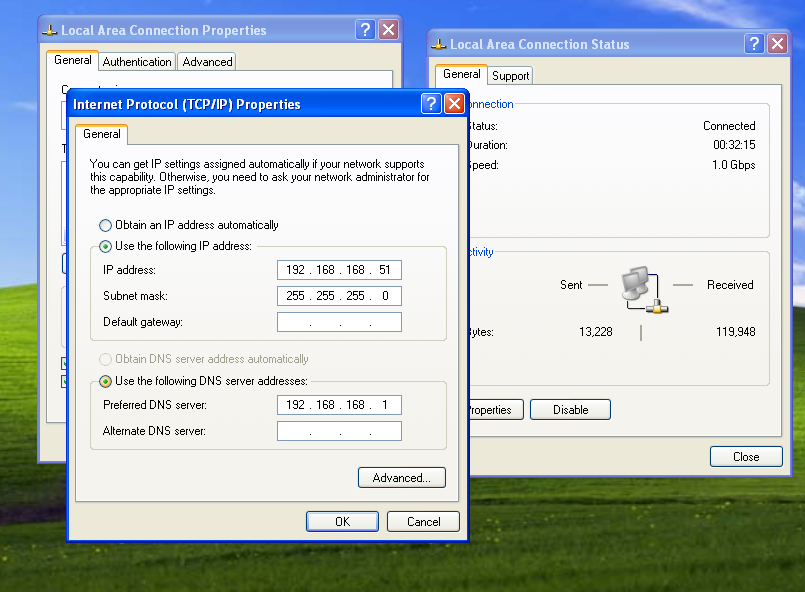 Local Area Connection Properties
General
Authentication
Advanced
Internet Protocol (TCP/IP) Properties
General
You can get IP settings assigned automatically if your network supports
this capability. Otherwise, you need to ask your network administrator for
the appropriate IP settings.
Obtain an IP address automatically
Use the following IP address:
IP address: 192 . 168 . 168 . 51
Subnet mask: 255 . 255 . 255 . 0
Default gateway: . . .
Obtain DNS server address automatically
Use the following DNS server addresses:
Preferred DNS server: 192 . 168 . 168 . 1
Alternate DNS server: . . .
Advanced...
OK Cancel
Local Area Connection Status
General
Support
onnection
tatus: Connected
uration: 00:32:15
peed: 1.0 Gbps
ctivity
Sent — — Received
ytes: 13,228 | 119,948
roperties
Disable
Close